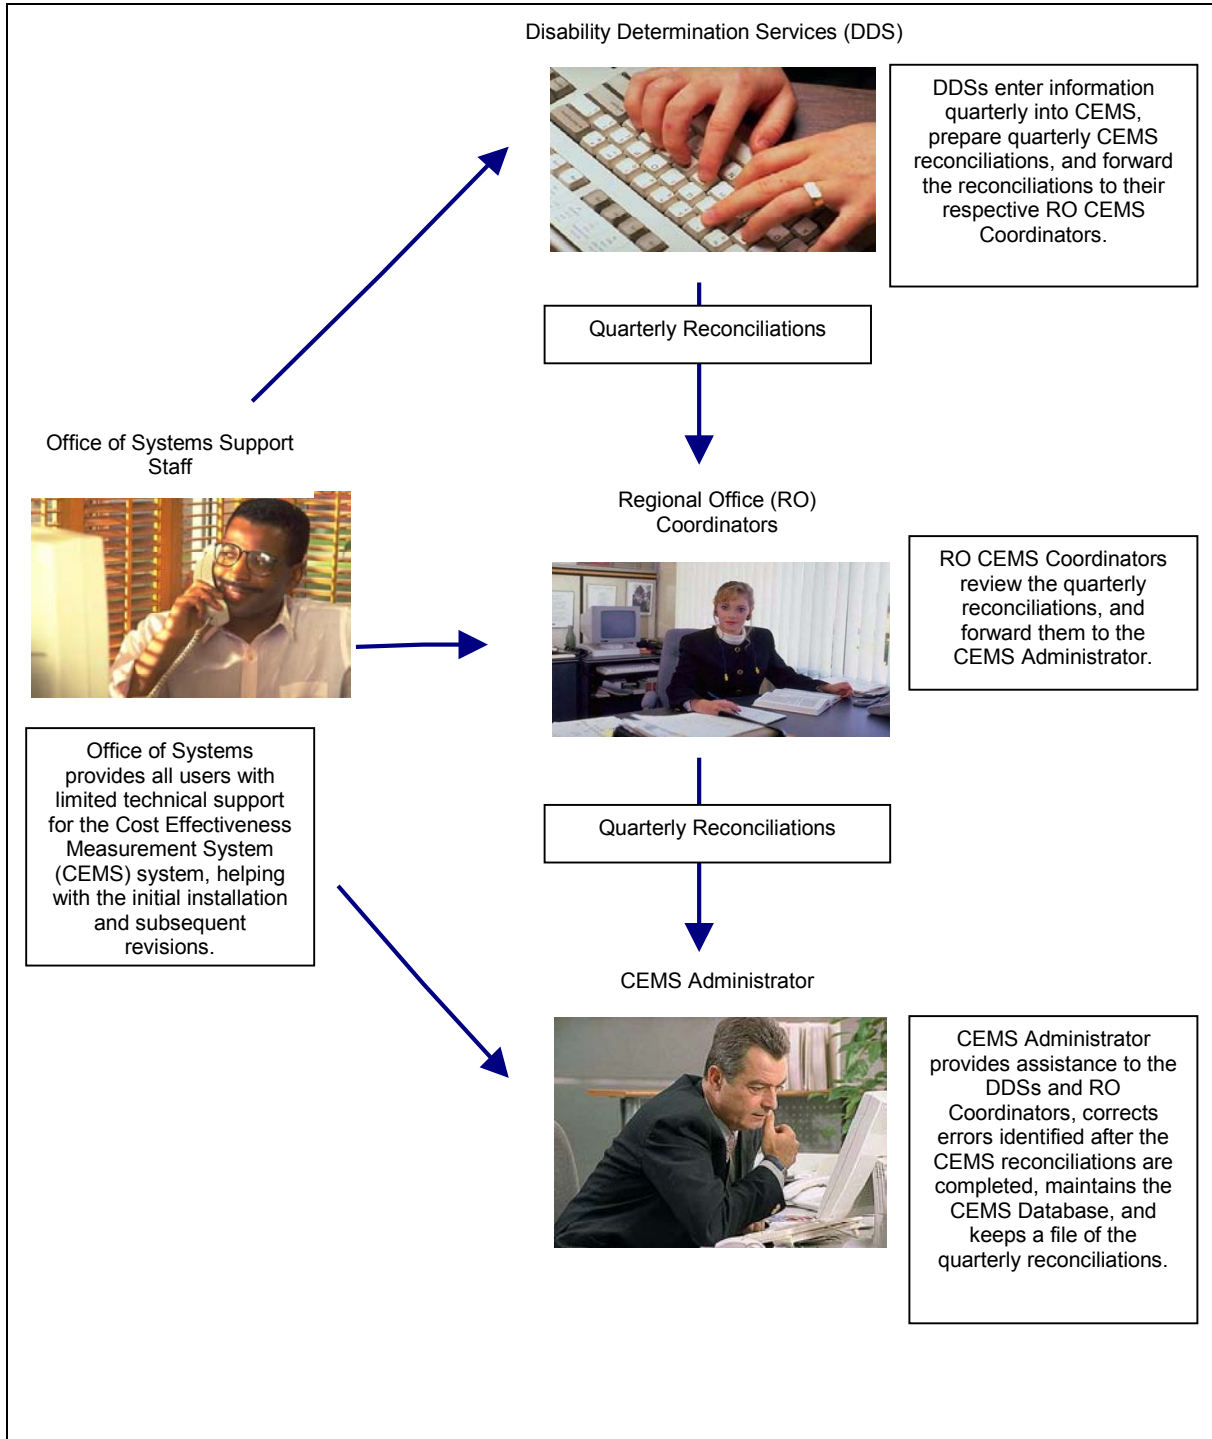 Disability Determination Services (DDS)
DDSs enter information
quarterly into CEMS,
prepare quarterly CEMS
reconciliations, and forward
the reconciliations to their
respective RO CEMS
Coordinators.
Quarterly Reconciliations
Office of Systems Support
Staff
Regional Office (RO)
Coordinators
RO CEMS Coordinators
review the quarterly
reconciliations, and
forward them to the
CEMS Administrator.
Office of Systems
provides all users with
limited technical support
for the Cost Effectiveness
Measurement System
(CEMS) system, helping
with the initial installation
and subsequent
revisions.
Quarterly Reconciliations
CEMS Administrator
CEMS Administrator
provides assistance to the
DDSs and RO
Coordinators, corrects
errors identified after the
CEMS reconciliations are
completed, maintains the
CEMS Database, and
keeps a file of the
quarterly reconciliations.